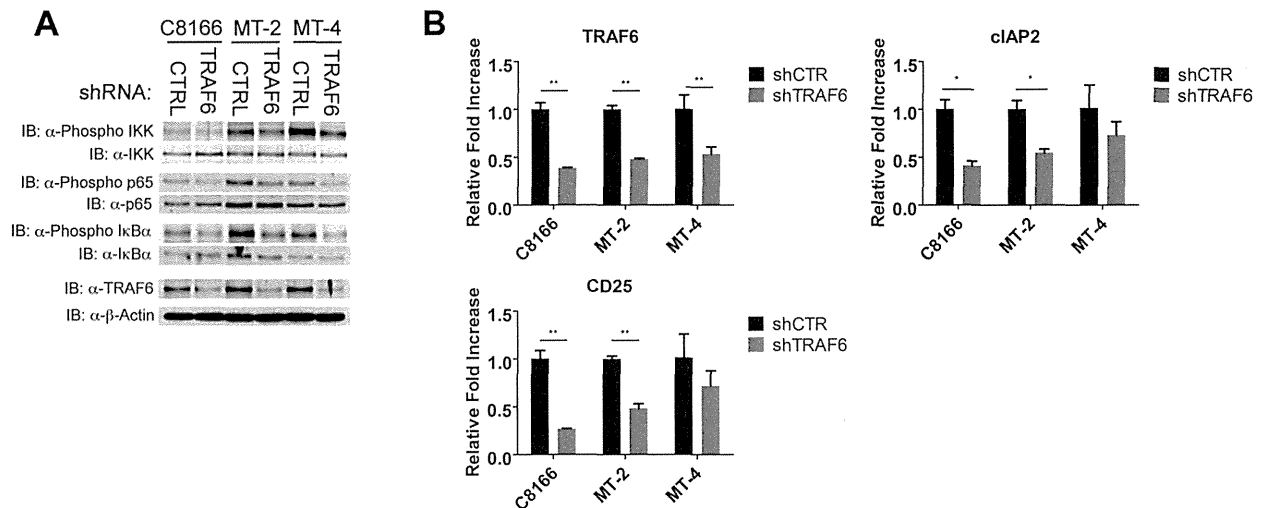 A
C8166 MT-2 MT-4
shRNA: CTRL TRAF6 CTRL TRAF6 CTRL TRAF6
IB: α-Phospho IKK
IB: α-IKK
IB: α-Phospho p65
IB: α-p65
IB: α-Phospho IκBα
IB: α-IκBα
IB: α-TRAF6
IB: α-β-Actin
B
TRAF6
Relative Fold Increase
1.5
1.0
0.5
0.0
** ** **
C8166 MT-2 MT-4
shCTR
shTRAF6
cIAP2
Relative Fold Increase
1.5
1.0
0.5
0.0
* *
C8166 MT-2 MT-4
shCTR
shTRAF6
CD25
Relative Fold Increase
1.5
1.0
0.5
0.0
** **
C8166 MT-2 MT-4
shCTR
shTRAF6